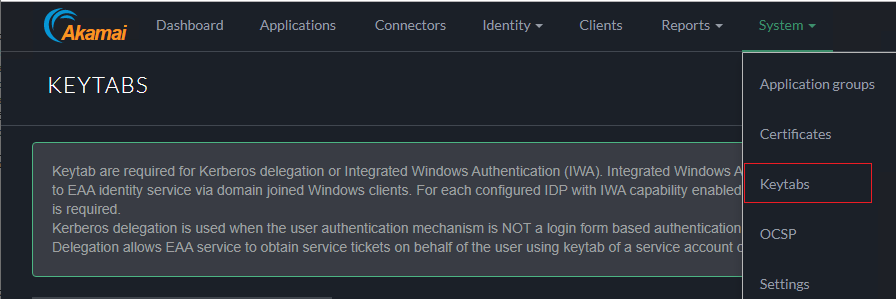 Akamai Dashboard Applications Connectors Identity Clients Reports System
KEYTABS
Application groups
Certificates
Keytabs
OCSP
Settings
Keytab are required for Kerberos delegation or Integrated Windows Authentication (IWA). Integrated Windows A
to EAA identity service via domain joined Windows clients. For each configured IDP with IWA capability enabled
is required.
Kerberos delegation is used when the user authentication mechanism is NOT a login form based authentication
Delegation allows EAA service to obtain service tickets on behalf of the user using keytab of a service account